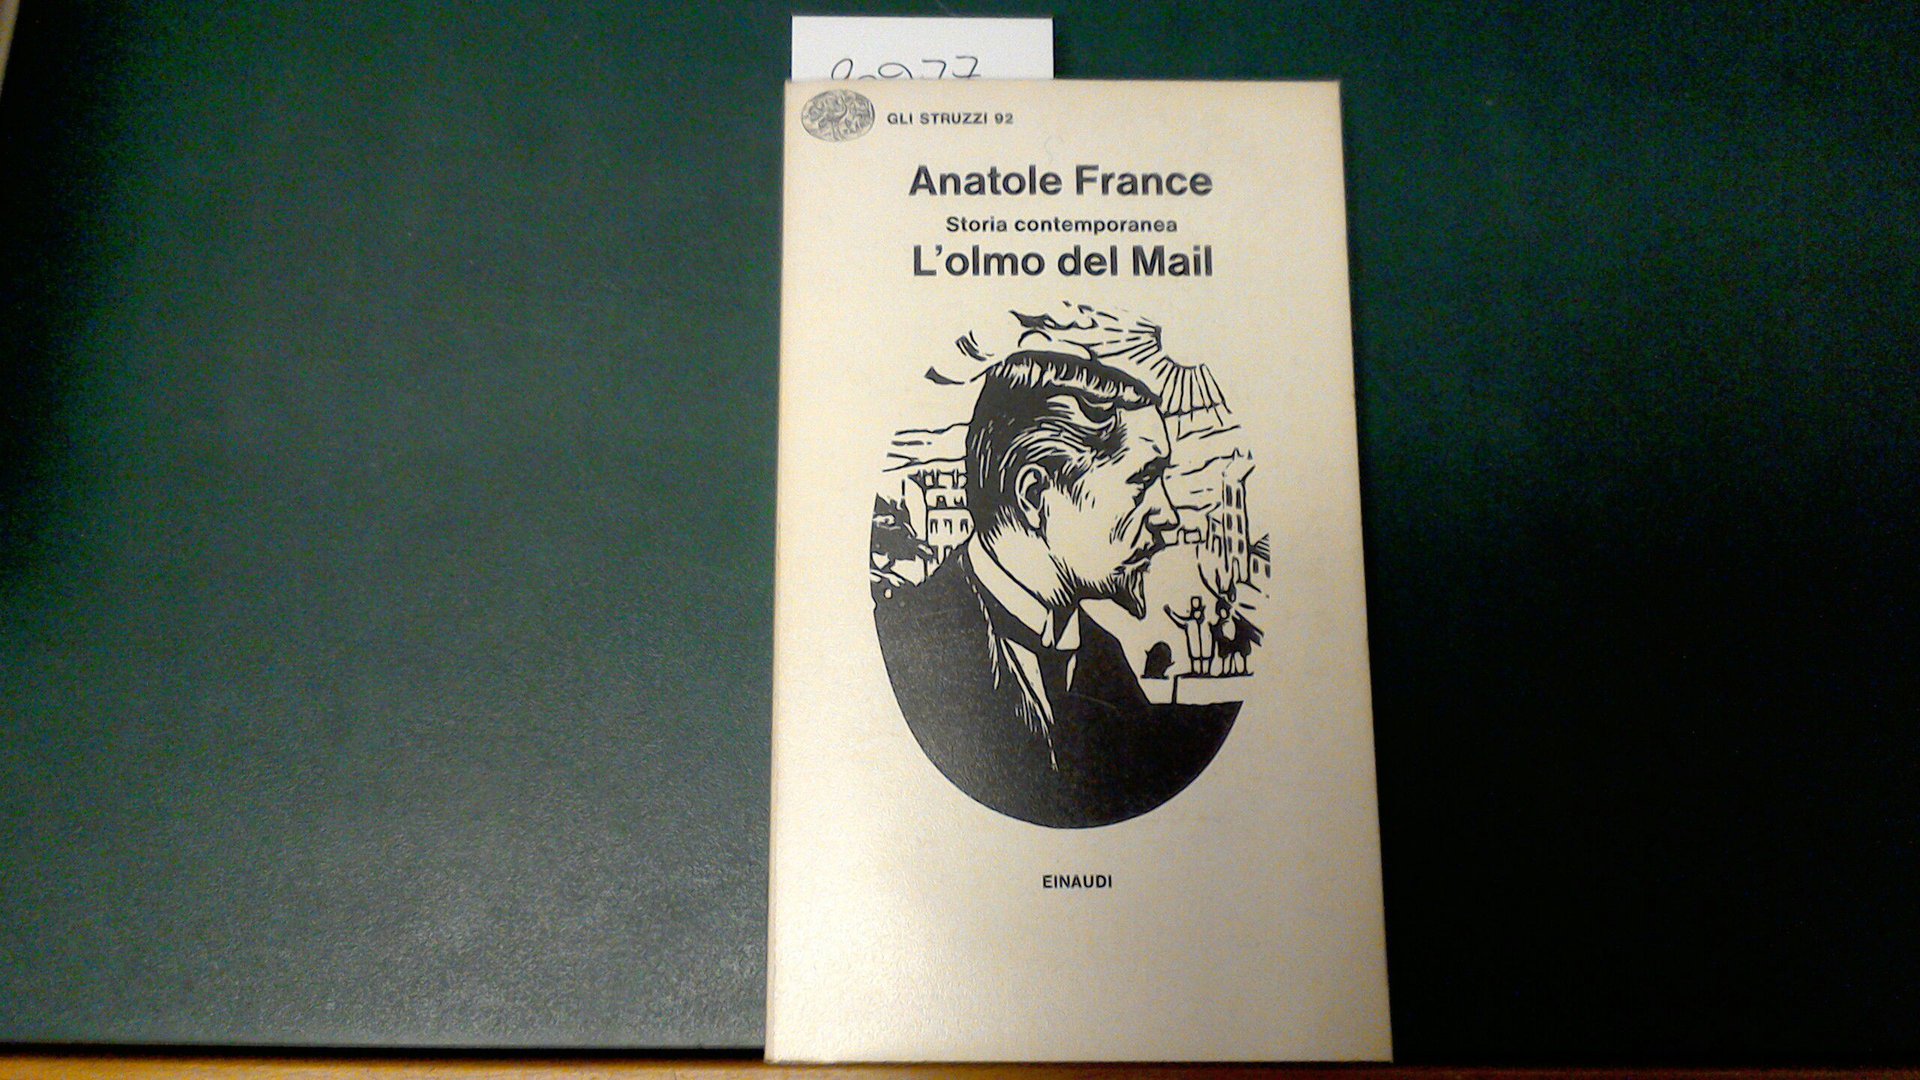 GLI STRUZZI 92
Anatole France
Storia contemporanea
L'olmo del Mail
EINAUDI